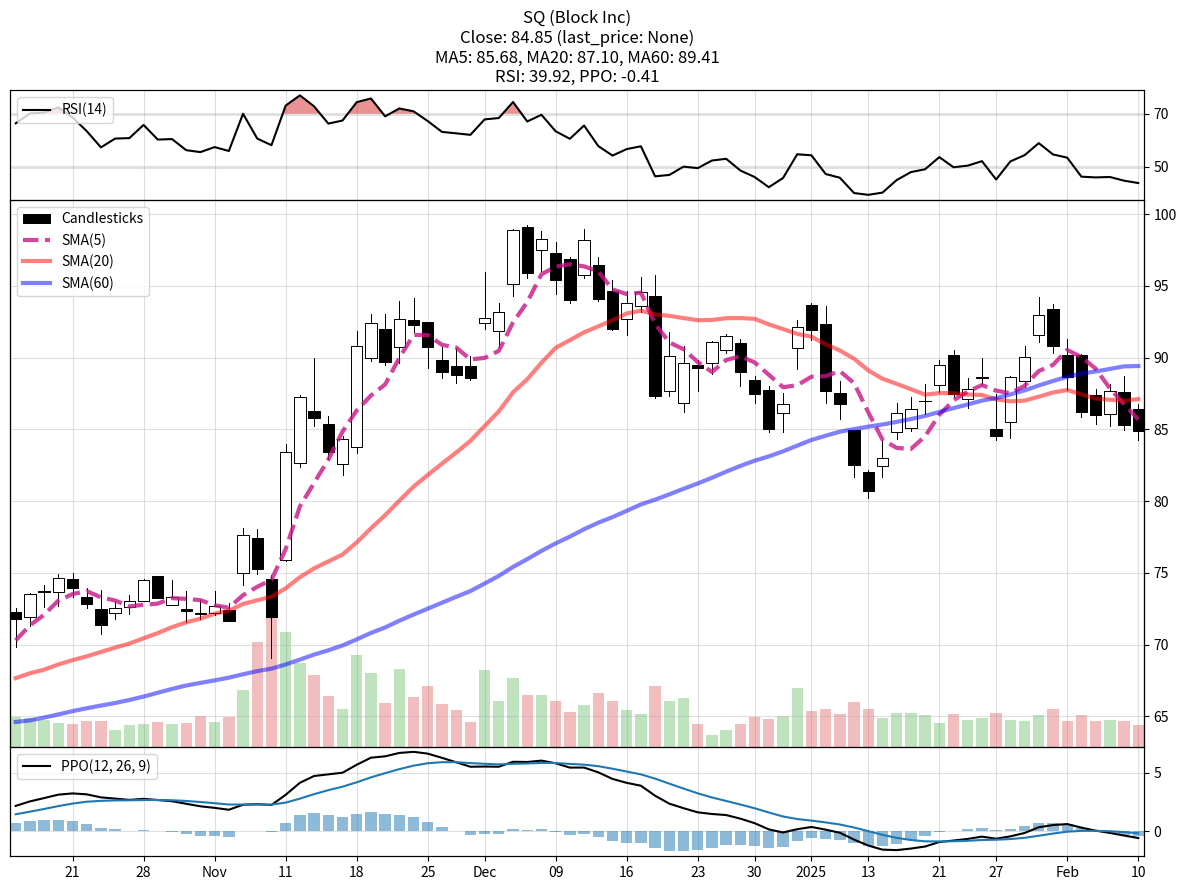 SQ (Block Inc)
Close: 84.85 (last_price: None)
MA5: 85.68, MA20: 87.10, MA60: 89.41
RSI: 39.92, PPO: -0.41
RSI(14)
70
50
Candlesticks
SMA(5)
SMA(20)
SMA(60)
100
95
90
85
80
75
70
65
PPO(12, 26, 9)
5
0
21 28 Nov 11 18 25 Dec 09 16 23 30 2025 13 21 27 Feb 10